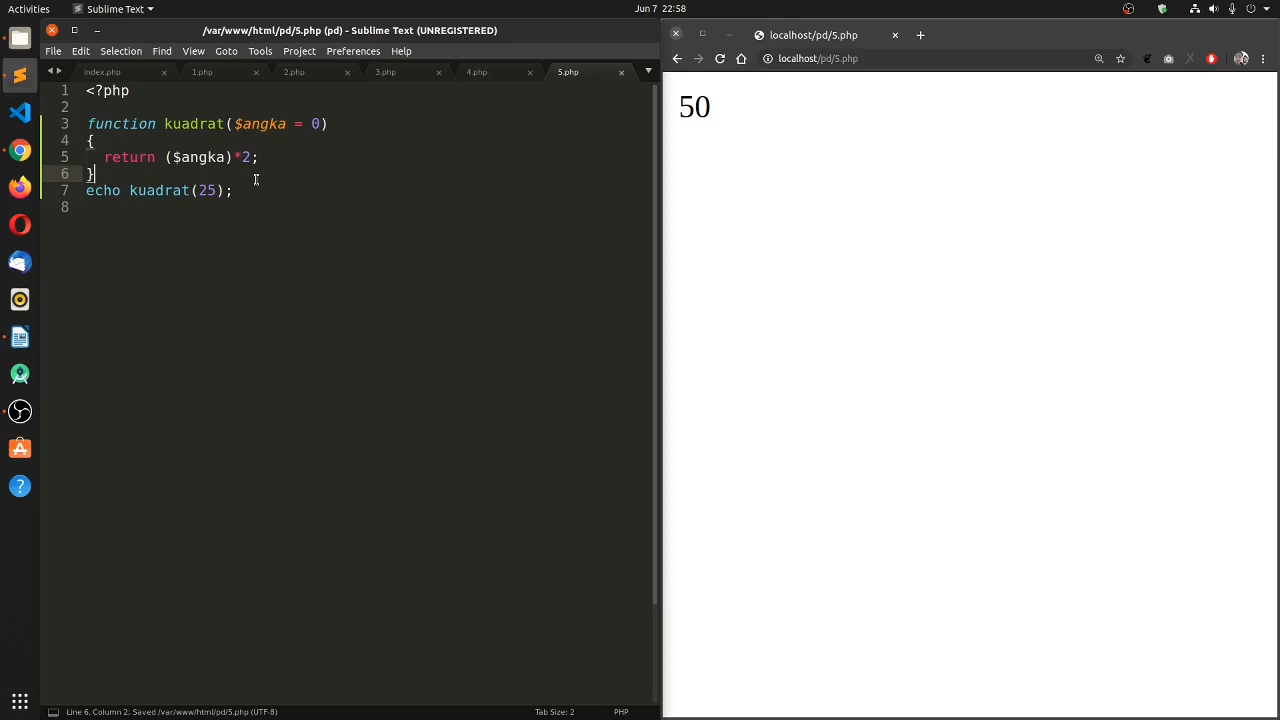 Activities
Sublime Text
Jun 7 22:58
/var/www/html/pd/5.php (pd) - Sublime Text (UNREGISTERED)
File Edit Selection Find View Goto Tools Project Preferences Help
index.php 1.php 2.php 3.php 4.php 5.php
1 <?php
2
3 function kuadrat($angka = 0)
4 {
5 return ($angka)*2;
6 }
7 echo kuadrat(25);
8
Line 6, Column 2; Saved /var/www/html/pd/5.php (UTF-8)
Tab Size: 2
PHP
localhost/pd/5.php
localhost/pd/5.php
50